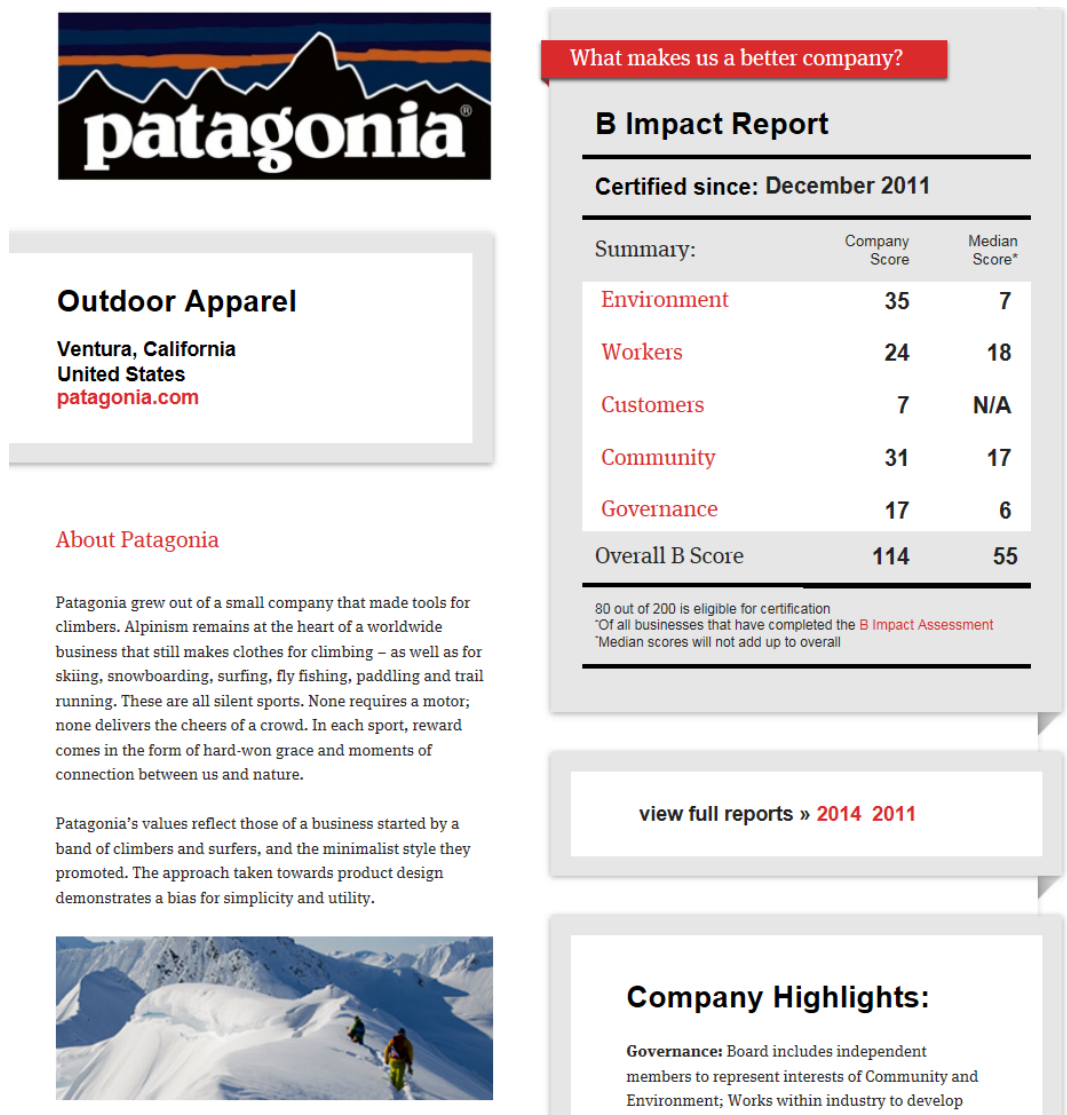 patagonia®
Outdoor Apparel
Ventura, California
United States
patagonia.com
About Patagonia
Patagonia grew out of a small company that made tools for
climbers. Alpinism remains at the heart of a worldwide
business that still makes clothes for climbing – as well as for
skiing, snowboarding, surfing, fly fishing, paddling and trail
running. These are all silent sports. None requires a motor;
none delivers the cheers of a crowd. In each sport, reward
comes in the form of hard-won grace and moments of
connection between us and nature.
Patagonia's values reflect those of a business started by a
band of climbers and surfers, and the minimalist style they
promoted. The approach taken towards product design
demonstrates a bias for simplicity and utility.
What makes us a better company?
B Impact Report
Certified since: December 2011
Summary: Company Score Median Score*
Environment 35 7
Workers 24 18
Customers 7 N/A
Community 31 17
Governance 17 6
Overall B Score 114 55
80 out of 200 is eligible for certification
*Of all businesses that have completed the B Impact Assessment
*Median scores will not add up to overall
view full reports » 2014 2011
Company Highlights:
Governance: Board includes independent
members to represent interests of Community and
Environment; Works within industry to develop